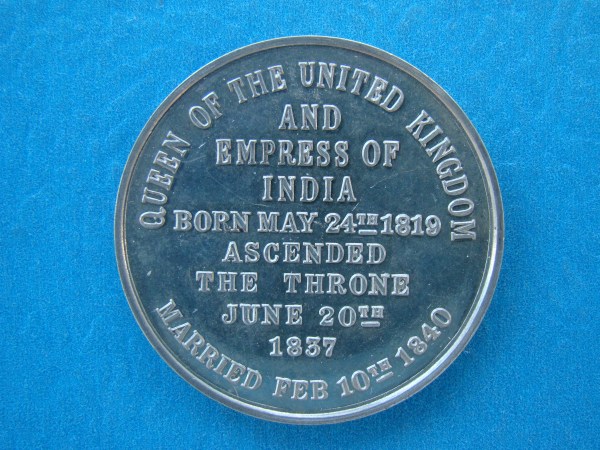 QUEEN OF THE UNITED KINGDOM
AND
EMPRESS OF
INDIA
BORN MAY 24TH 1819
ASCENDED
THE THRONE
JUNE 20TH
1837
MARRIED FEB 10TH 1840